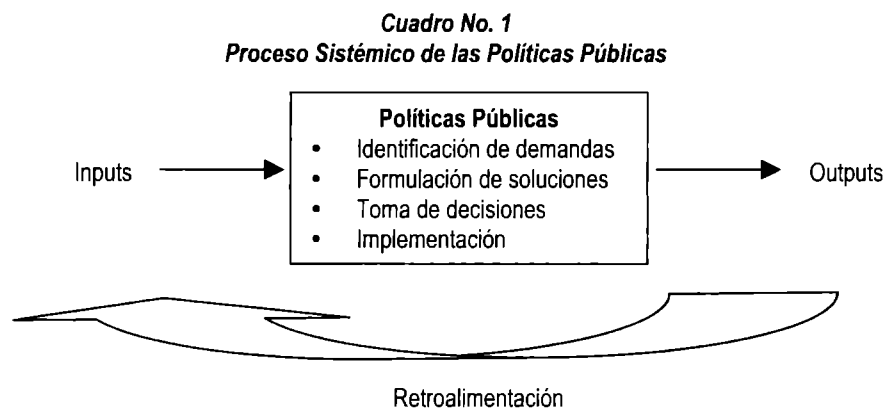 Cuadro No. 1
Proceso Sistémico de las Políticas Públicas
Políticas Públicas
• Identificación de demandas
Inputs
• Formulación de soluciones
Outputs
• Toma de decisiones
• Implementación
Retroalimentación